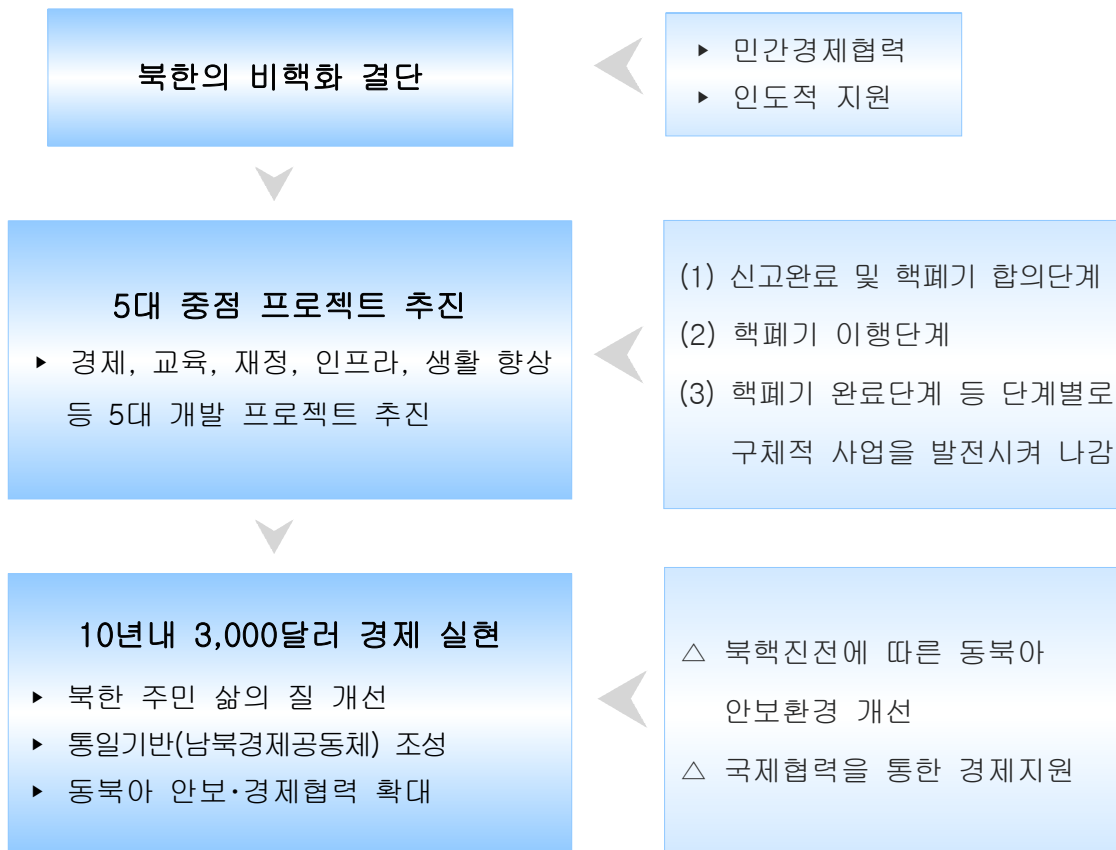 북한의 비핵화 결단
▶ 민간경제협력
▶ 인도적 지원
5대 중점 프로젝트 추진
▶ 경제, 교육, 재정, 인프라, 생활 향상
등 5대 개발 프로젝트 추진
(1) 신고완료 및 핵폐기 합의단계
(2) 핵폐기 이행단계
(3) 핵폐기 완료단계 등 단계별로
구체적 사업을 발전시켜 나감
10년내 3,000달러 경제 실현
▶ 북한 주민 삶의 질 개선
▶ 통일기반(남북경제공동체) 조성
▶ 동북아 안보·경제협력 확대
△ 북핵진전에 따른 동북아
안보환경 개선
△ 국제협력을 통한 경제지원